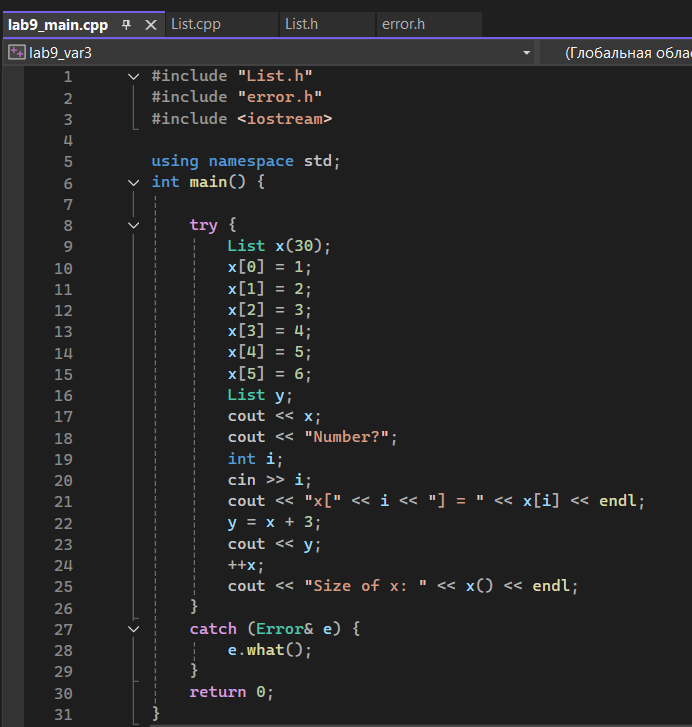 lab9_main.cpp List.cpp List.h error.h
lab9_var3 (Глобальная обла
1 #include "List.h"
2 #include "error.h"
3 #include <iostream>
4
5 using namespace std;
6 int main() {
7
8 try {
9 List x(30);
10 x[0] = 1;
11 x[1] = 2;
12 x[2] = 3;
13 x[3] = 4;
14 x[4] = 5;
15 x[5] = 6;
16 List y;
17 cout << x;
18 cout << "Number?";
19 int i;
20 cin >> i;
21 cout << "x[" << i << "] = " << x[i] << endl;
22 y = x + 3;
23 cout << y;
24 ++x;
25 cout << "Size of x: " << x() << endl;
26 }
27 catch (Error& e) {
28 e.what();
29 }
30 return 0;
31 }